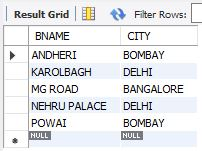 Result Grid Filter Rows:
BNAME CITY
ANDHERI BOMBAY
KAROLBAGH DELHI
MG ROAD BANGALORE
NEHRU PALACE DELHI
POWAI BOMBAY
NULL NULL